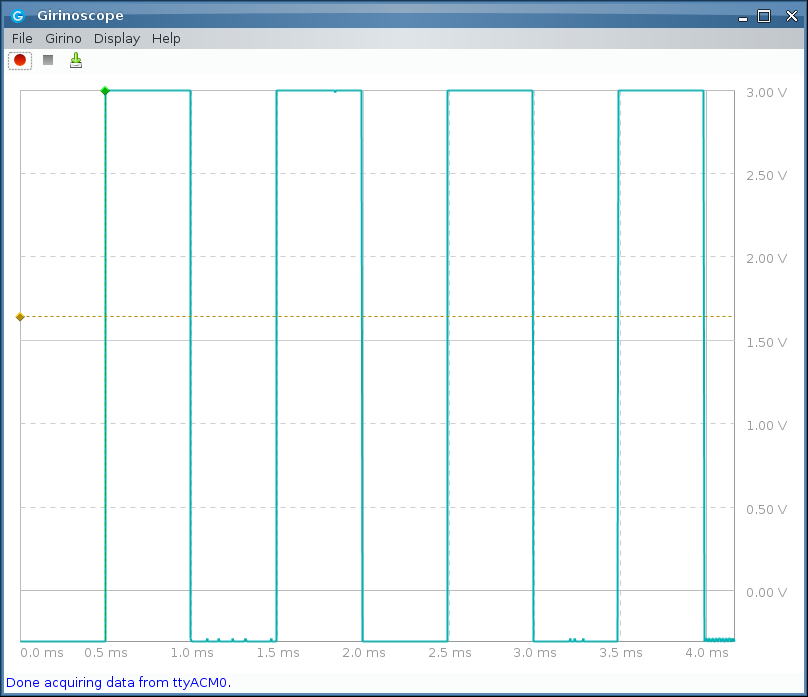 Girinoscope
File Girino Display Help
3.00 V
2.50 V
2.00 V
1.50 V
1.00 V
0.50 V
0.00 V
0.0 ms 0.5 ms 1.0 ms 1.5 ms 2.0 ms 2.5 ms 3.0 ms 3.5 ms 4.0 ms
Done acquiring data from ttyACM0.